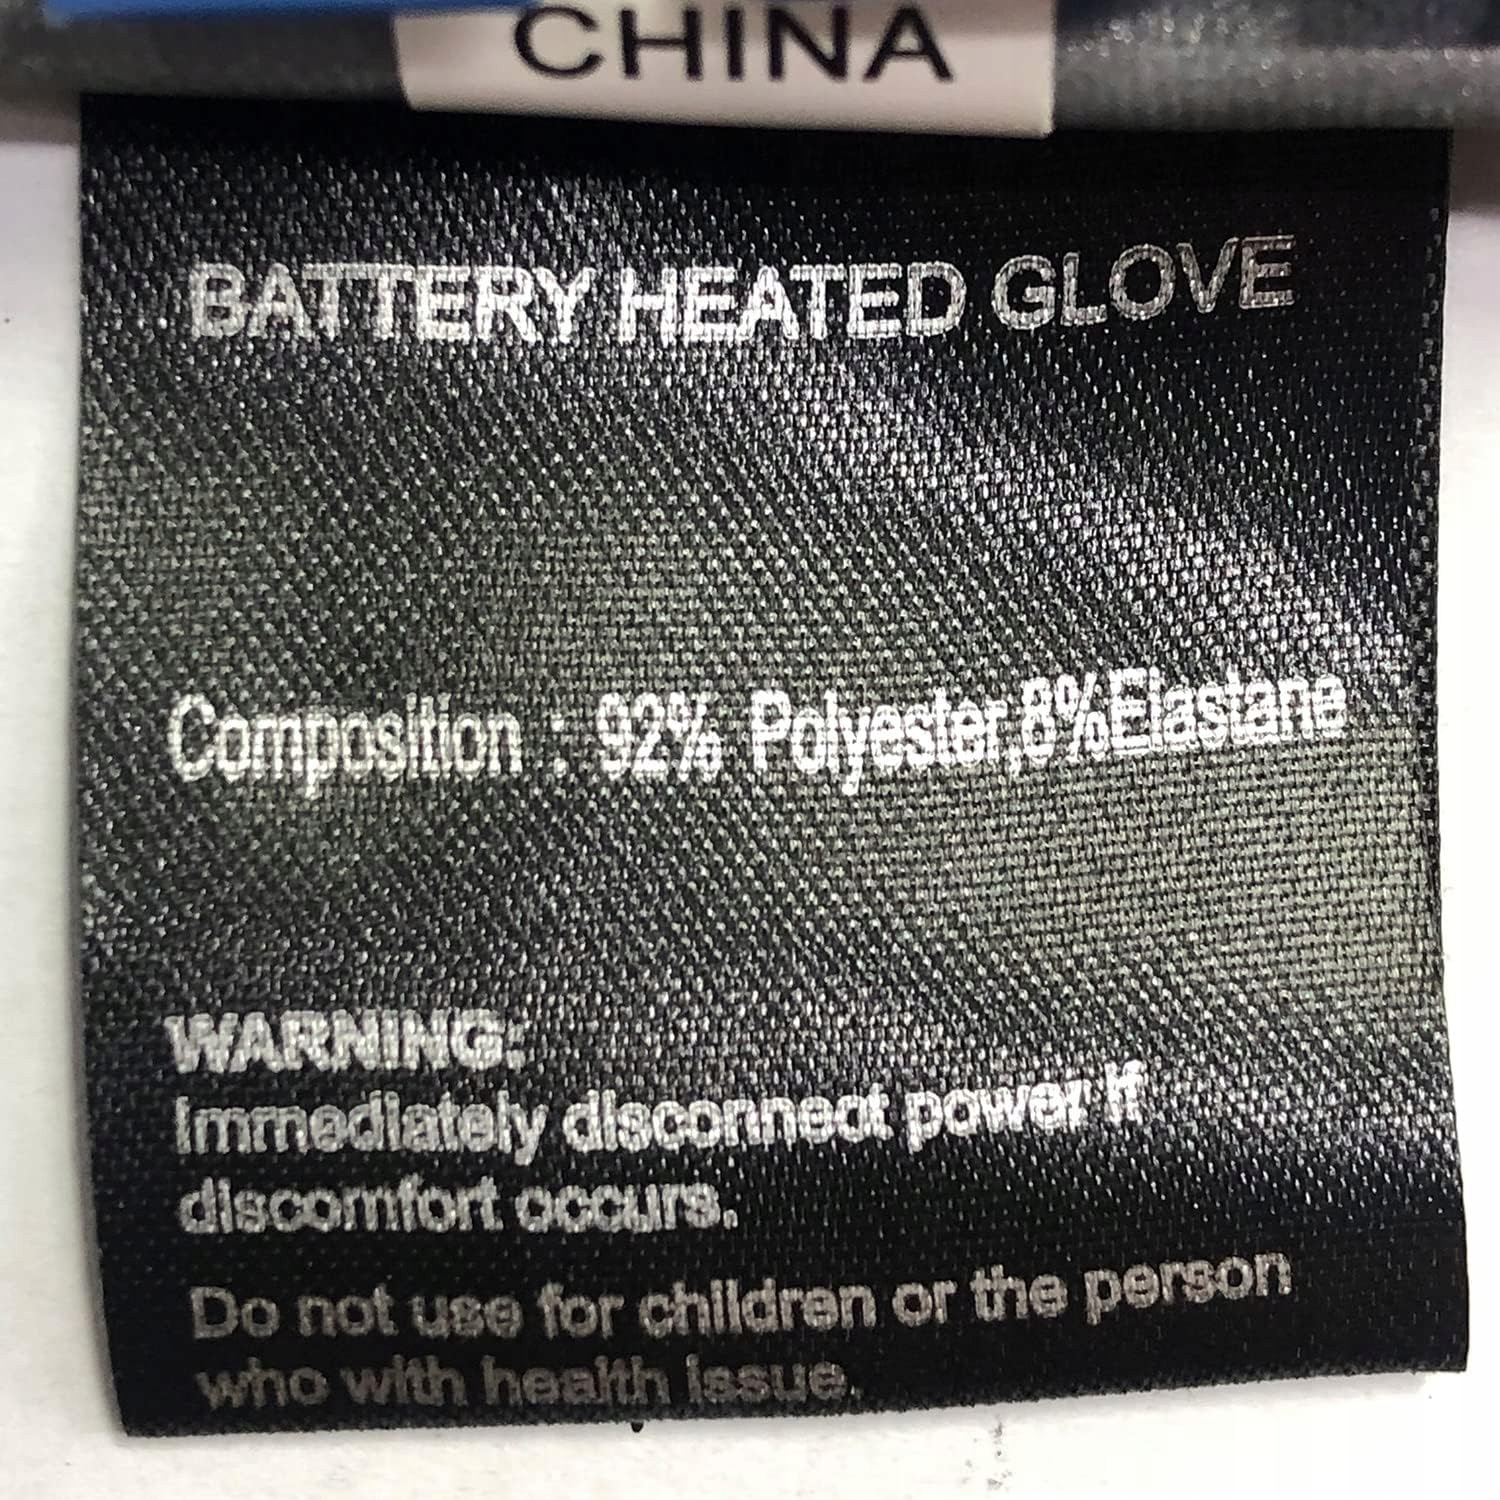 CHINA
BATTERY HEATED GLOVE
Composition : 92% Polyester,8%Elastane
WARNING:
Immediately disconnect power if
discomfort occurs.
Do not use for children or the person
who with health issue.